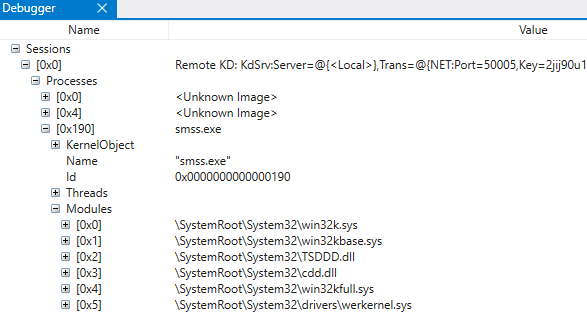 Debugger
Name Value
Sessions
[0x0] Remote KD: KdSrv:Server=@{<Local>},Trans=@{NET:Port=50005,Key=2jij90u1
Processes
[0x0] <Unknown Image>
[0x4] <Unknown Image>
[0x190] smss.exe
KernelObject
Name "smss.exe"
Id 0x0000000000000190
Threads
Modules
[0x0] \SystemRoot\System32\win32k.sys
[0x1] \SystemRoot\System32\win32kbase.sys
[0x2] \SystemRoot\System32\TSDDD.dll
[0x3] \SystemRoot\System32\cdd.dll
[0x4] \SystemRoot\System32\win32kfull.sys
[0x5] \SystemRoot\System32\drivers\werkernel.sys